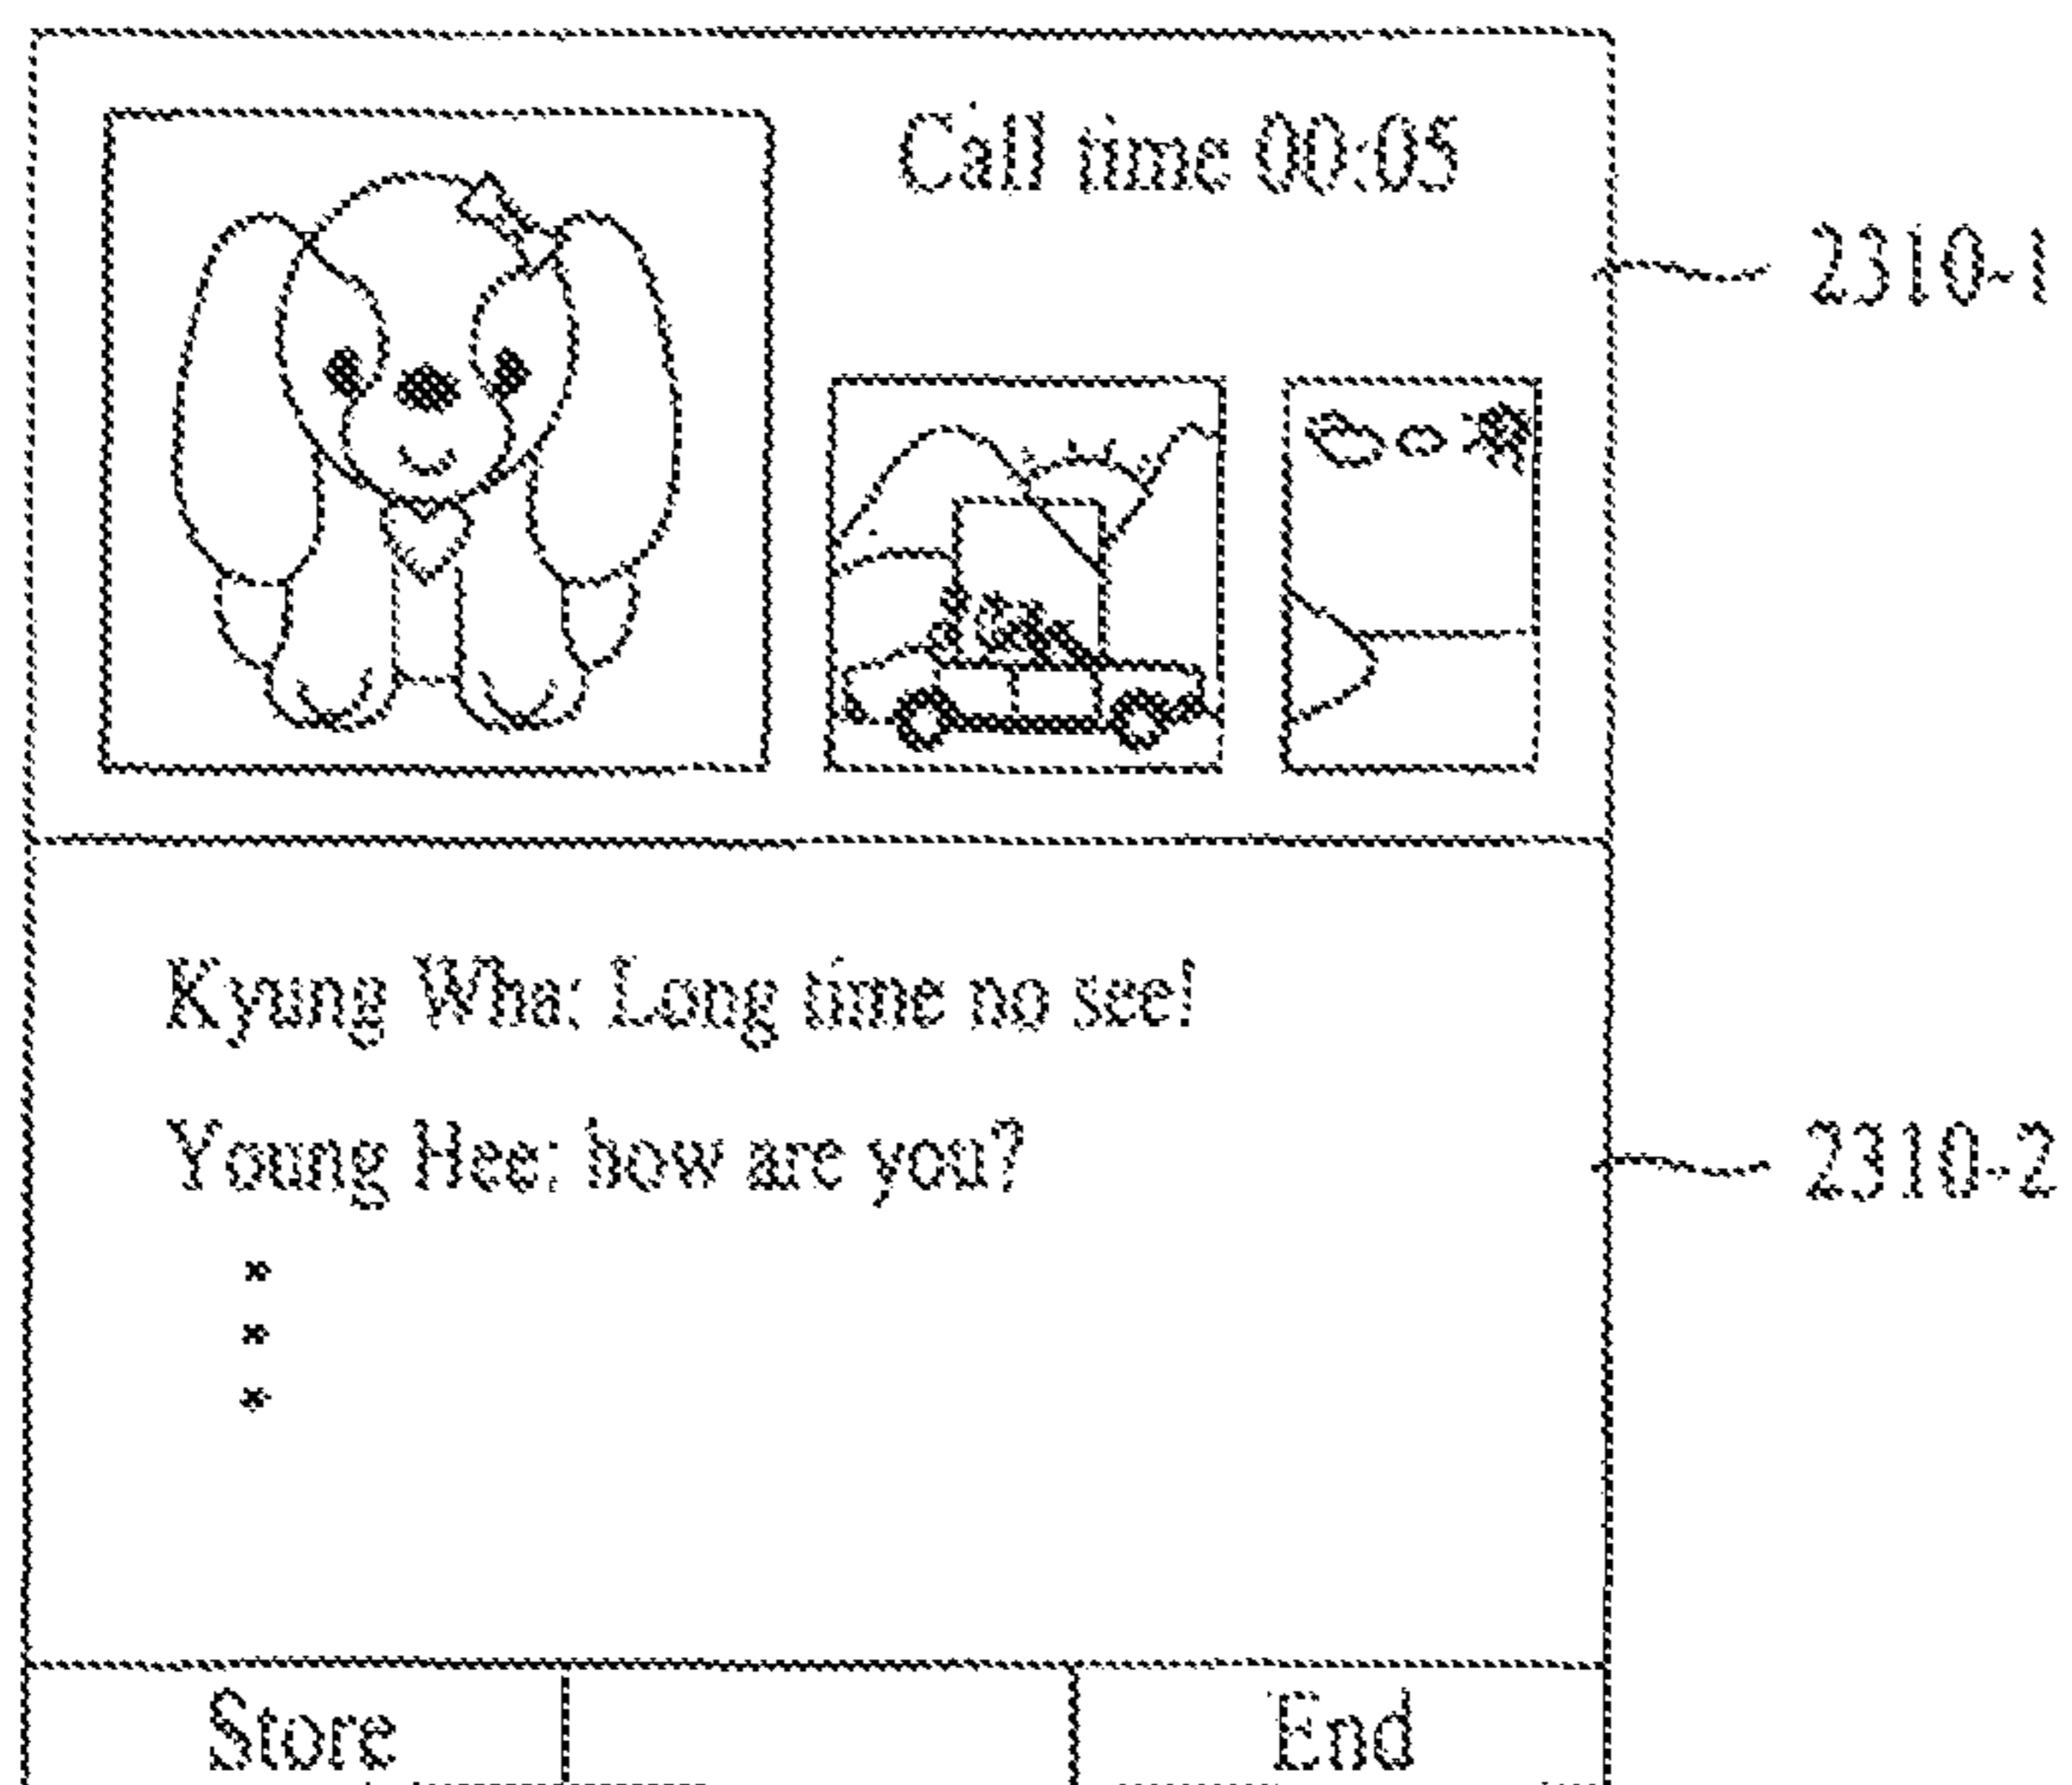 Call time 00:05
2310-1
Kyung Wha: Long time no see!
Young Hee: how are you?
2310-2
Store
End